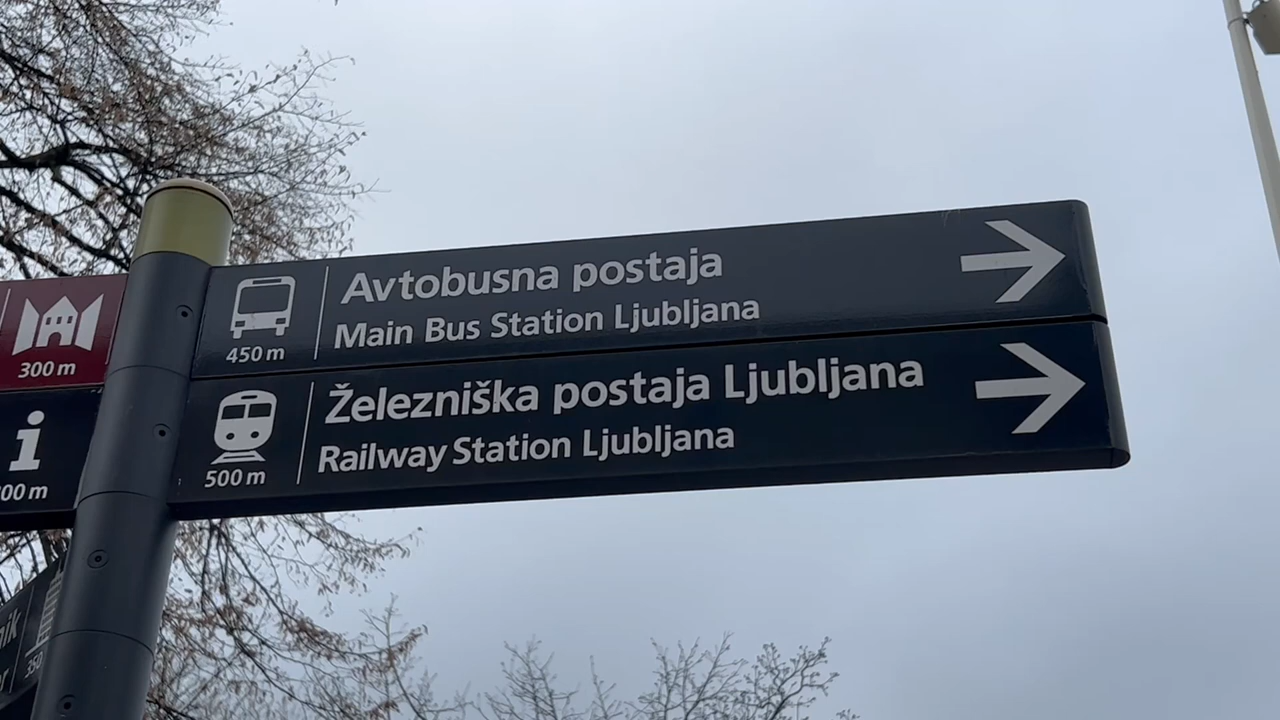 Avtobusna postaja
Main Bus Station Ljubljana
450 m
Železniška postaja Ljubljana
Railway Station Ljubljana
500 m
300 m
i